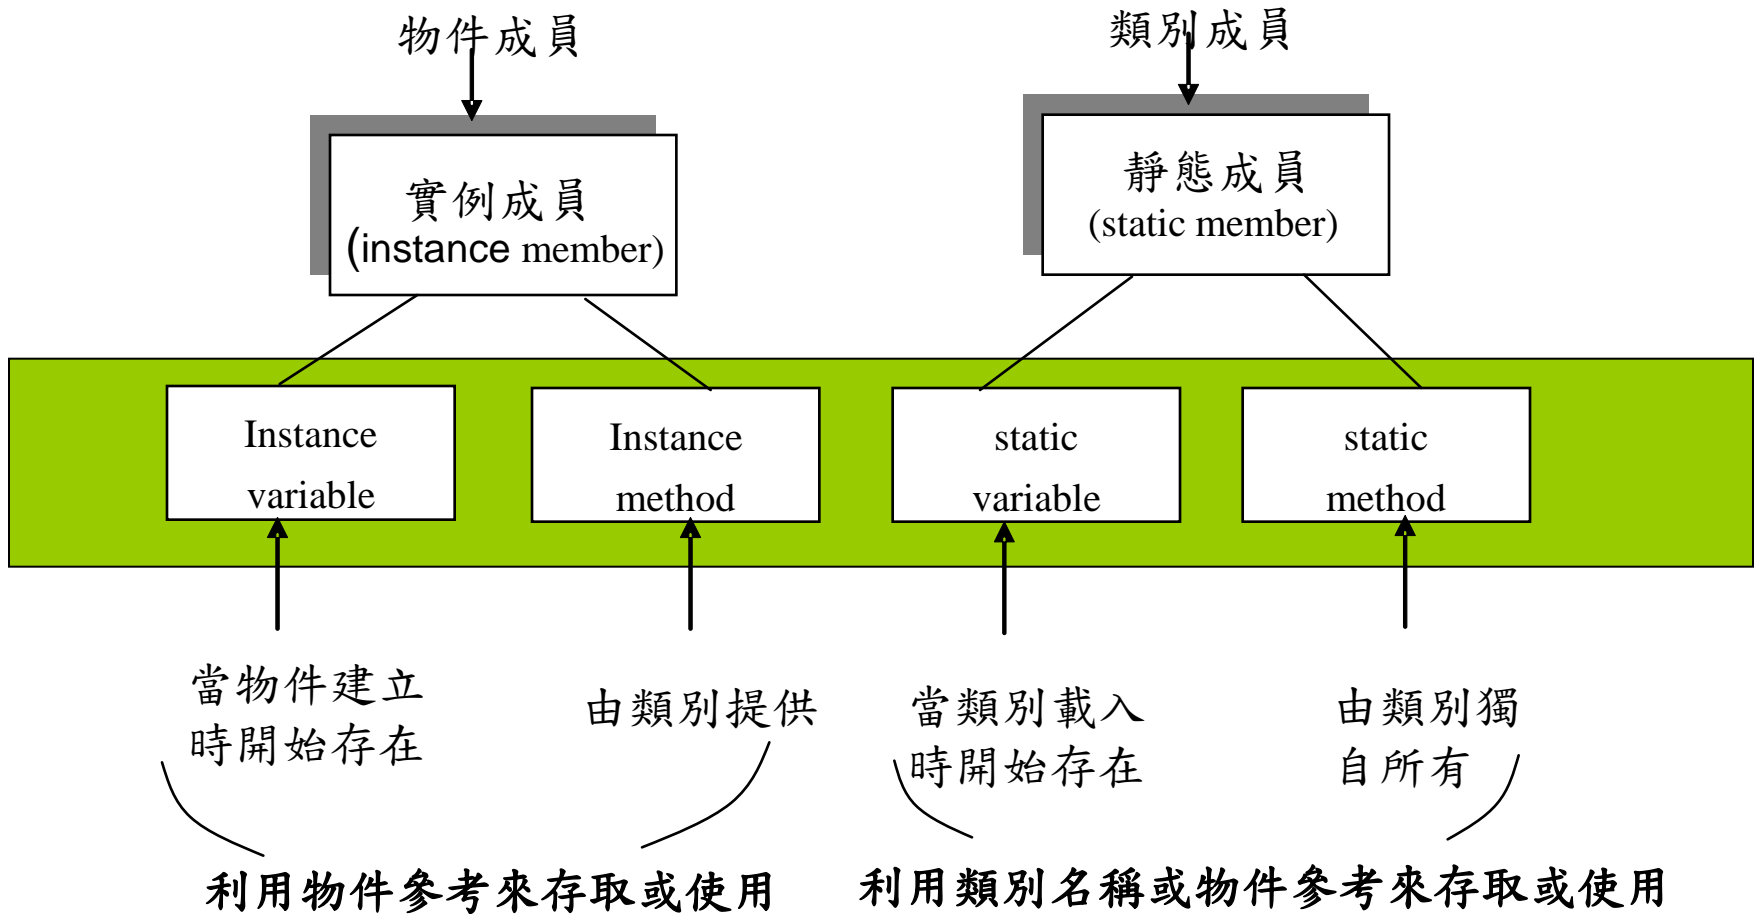 物件成員
類別成員
實例成員
(instance member)
靜態成員
(static member)
Instance
variable
Instance
method
static
variable
static
method
當物件建立
時開始存在
由類別提供
當類別載入
時開始存在
由類別獨
自所有
利用物件參考來存取或使用
利用類別名稱或物件參考來存取或使用